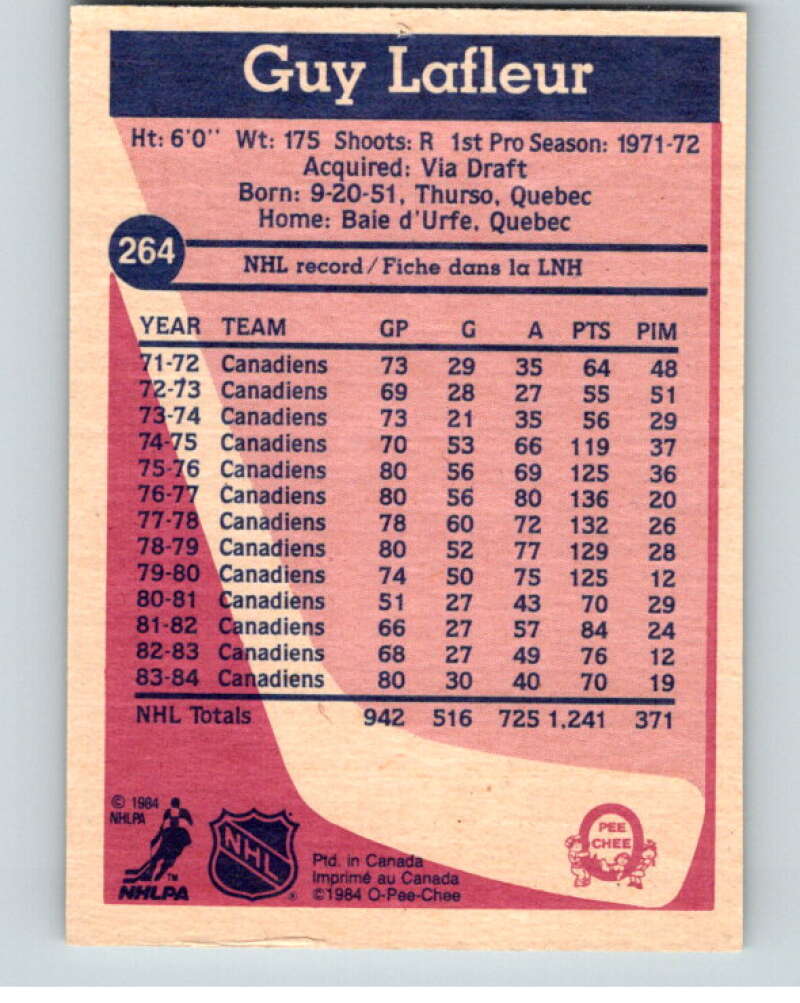 Guy Lafleur
Ht: 6'0" Wt: 175 Shoots: R 1st Pro Season: 1971-72
Acquired: Via Draft
Born: 9-20-51, Thurso, Quebec
Home: Baie d'Urfe, Quebec
264
NHL record/Fiche dans la LNH
YEAR TEAM GP G A PTS PIM
71-72 Canadiens 73 29 35 64 48
72-73 Canadiens 69 28 27 55 51
73-74 Canadiens 73 21 35 56 29
74-75 Canadiens 70 53 66 119 37
75-76 Canadiens 80 56 69 125 36
76-77 Canadiens 80 56 80 136 20
77-78 Canadiens 78 60 72 132 26
78-79 Canadiens 80 52 77 129 28
79-80 Canadiens 74 50 75 125 12
80-81 Canadiens 51 27 43 70 29
81-82 Canadiens 66 27 57 84 24
82-83 Canadiens 68 27 49 76 12
83-84 Canadiens 80 30 40 70 19
NHL Totals 942 516 725 1,241 371
© 1984
NHLPA
TM
NHLPA
NHL
®
Ptd. in Canada
Imprimé au Canada
©1984 O-Pee-Chee
PEE
CHEE